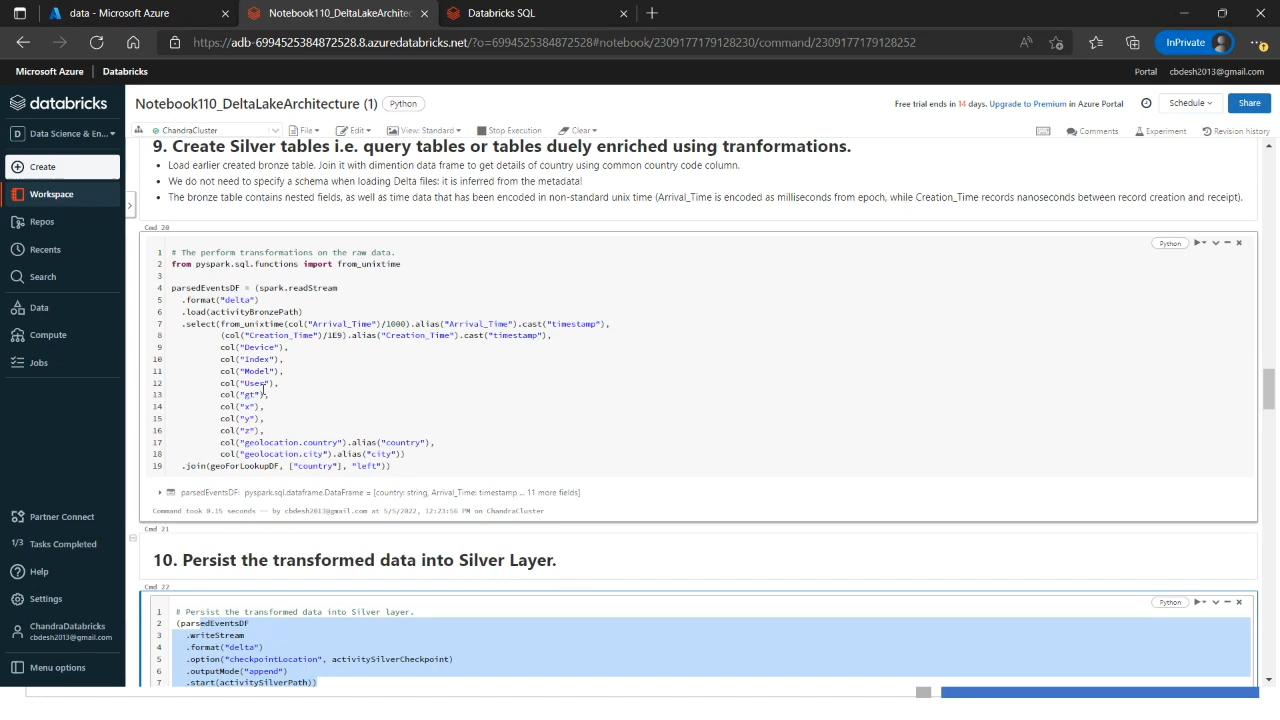 data - Microsoft Azure
Notebook110_DeltaLakeArchitec
Databricks SQL
https://adb-6994525384872528.8.azuredatabricks.net/?o=6994525384872528#notebook/2309177179128230/command/2309177179128252
InPrivate
Microsoft Azure | Databricks
Portal cbdesh2013@gmail.com
databricks
Notebook110_DeltaLakeArchitecture (1) Python
Free trial ends in 14 days. Upgrade to Premium in Azure Portal
Schedule
Share
D Data Science & En...
ChandraCluster
File
Edit
View: Standard
Stop Execution
Clear
Comments
Experiment
Revision history
Create
Workspace
Repos
Recents
Search
Data
Compute
Jobs
Partner Connect
1/3 Tasks Completed
Help
Settings
ChandraDatabricks
cbdesh2013@gmail.com
Menu options
9. Create Silver tables i.e. query tables or tables duely enriched using tranformations.
• Load earlier created bronze table. Join it with dimention data frame to get details of country using common country code column.
• We do not need to specify a schema when loading Delta files: it is inferred from the metadata!
• The bronze table contains nested fields, as well as time data that has been encoded in non-standard unix time (Arrival_Time is encoded as milliseconds from epoch, while Creation_Time records nanoseconds between record creation and receipt).
Cmd 20
Python
1 # The perform transformations on the raw data.
2 from pyspark.sql.functions import from_unixtime
3
4 parsedEventsDF = (spark.readStream
5 .format("delta")
6 .load(activityBronzePath)
7 .select(from_unixtime(col("Arrival_Time")/1000).alias("Arrival_Time").cast("timestamp"),
8 (col("Creation_Time")/1E9).alias("Creation_Time").cast("timestamp"),
9 col("Device"),
10 col("Index"),
11 col("Model"),
12 col("User"),
13 col("gt"),
14 col("x"),
15 col("y"),
16 col("z"),
17 col("geolocation.country").alias("country"),
18 col("geolocation.city").alias("city"))
19 .join(geoForLookupDF, ["country"], "left"))
parsedEventsDF: pyspark.sql.dataframe.DataFrame = [country: string, Arrival_Time: timestamp ... 11 more fields]
Command took 0.15 seconds -- by cbdesh2013@gmail.com at 5/5/2022, 12:23:56 PM on ChandraCluster
Cmd 21
10. Persist the transformed data into Silver Layer.
Cmd 22
Python
1 # Persist the transformed data into Silver layer.
2 (parsedEventsDF
3 .writeStream
4 .format("delta")
5 .option("checkpointLocation", activitySilverCheckpoint)
6 .outputMode("append")
7 .start(activitySilverPath))